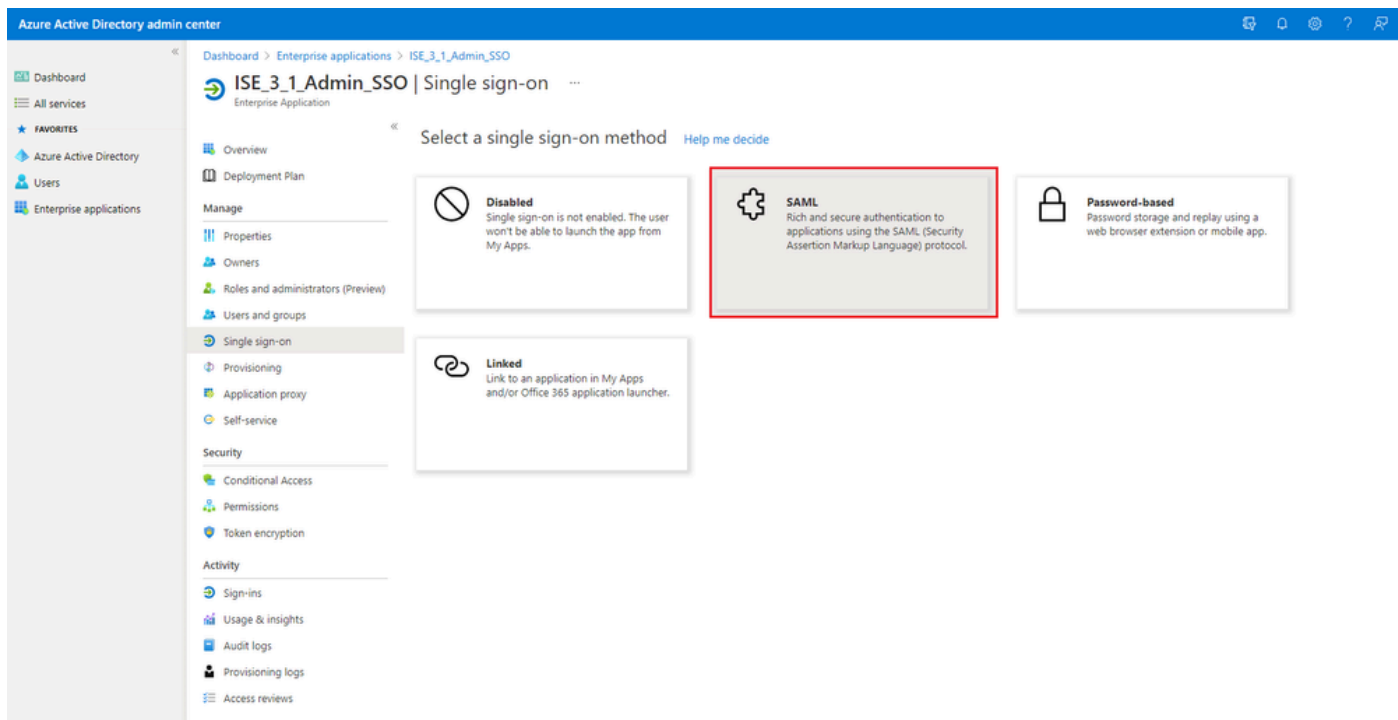 Azure Active Directory admin center
«
Dashboard
All services
FAVORITES
Azure Active Directory
Users
Enterprise applications
Dashboard > Enterprise applications > ISE_3_1_Admin_SSO
ISE_3_1_Admin_SSO | Single sign-on ...
Enterprise Application
«
Overview
Deployment Plan
Manage
Properties
Owners
Roles and administrators (Preview)
Users and groups
Single sign-on
Provisioning
Application proxy
Self-service
Security
Conditional Access
Permissions
Token encryption
Activity
Sign-ins
Usage & insights
Audit logs
Provisioning logs
Access reviews
Select a single sign-on method Help me decide
Disabled
Single sign-on is not enabled. The user
won't be able to launch the app from
My Apps.
SAML
Rich and secure authentication to
applications using the SAML (Security
Assertion Markup Language) protocol.
Password-based
Password storage and replay using a
web browser extension or mobile app.
Linked
Link to an application in My Apps
and/or Office 365 application launcher.